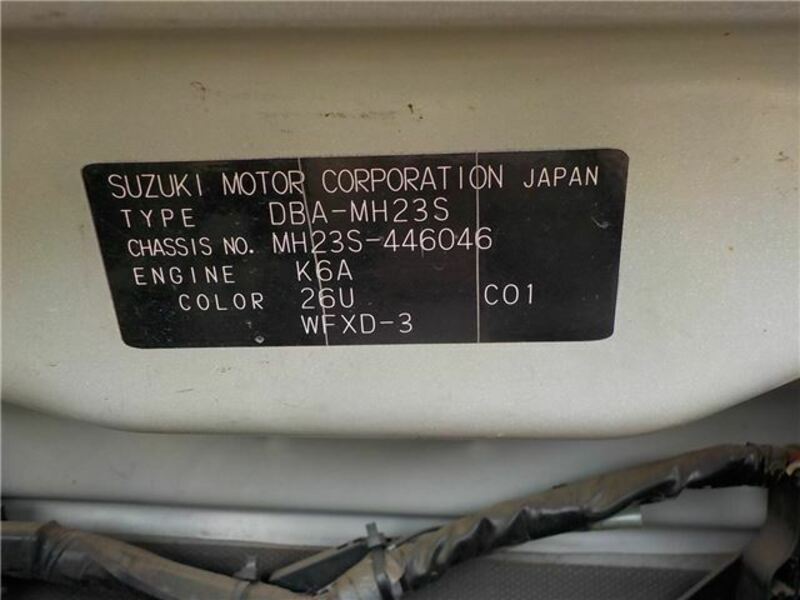 SUZUKI MOTOR CORPORATION JAPAN
TYPE DBA-MH23S
CHASSIS NO. MH23S-446046
ENGINE K6A
COLOR 26U C01
WFXD-3